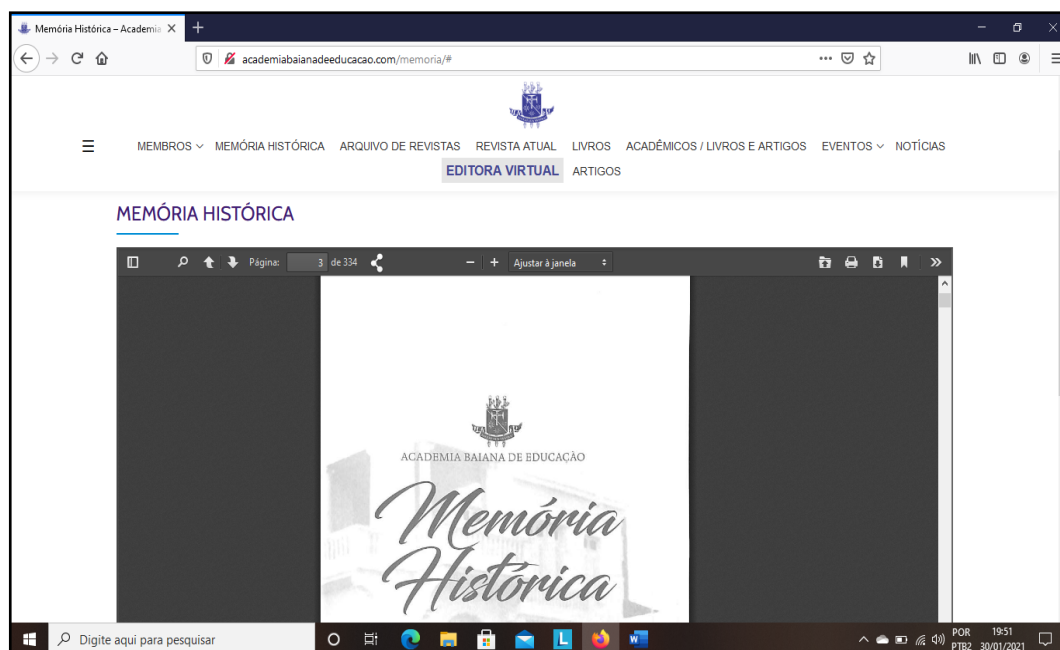 Memória Histórica – Academia
academiabaianadeeducacao.com/memoria/#
MEMBROS MEMÓRIA HISTÓRICA ARQUIVO DE REVISTAS REVISTA ATUAL LIVROS ACADÊMICOS / LIVROS E ARTIGOS EVENTOS NOTÍCIAS
EDITORA VIRTUAL ARTIGOS
MEMÓRIA HISTÓRICA
Página: 3 de 334 Ajustar à janela
ACADEMIA BAIANA DE EDUCAÇÃO
Memória
Histórica
Digite aqui para pesquisar
POR 19:51
PTB2 30/01/2021